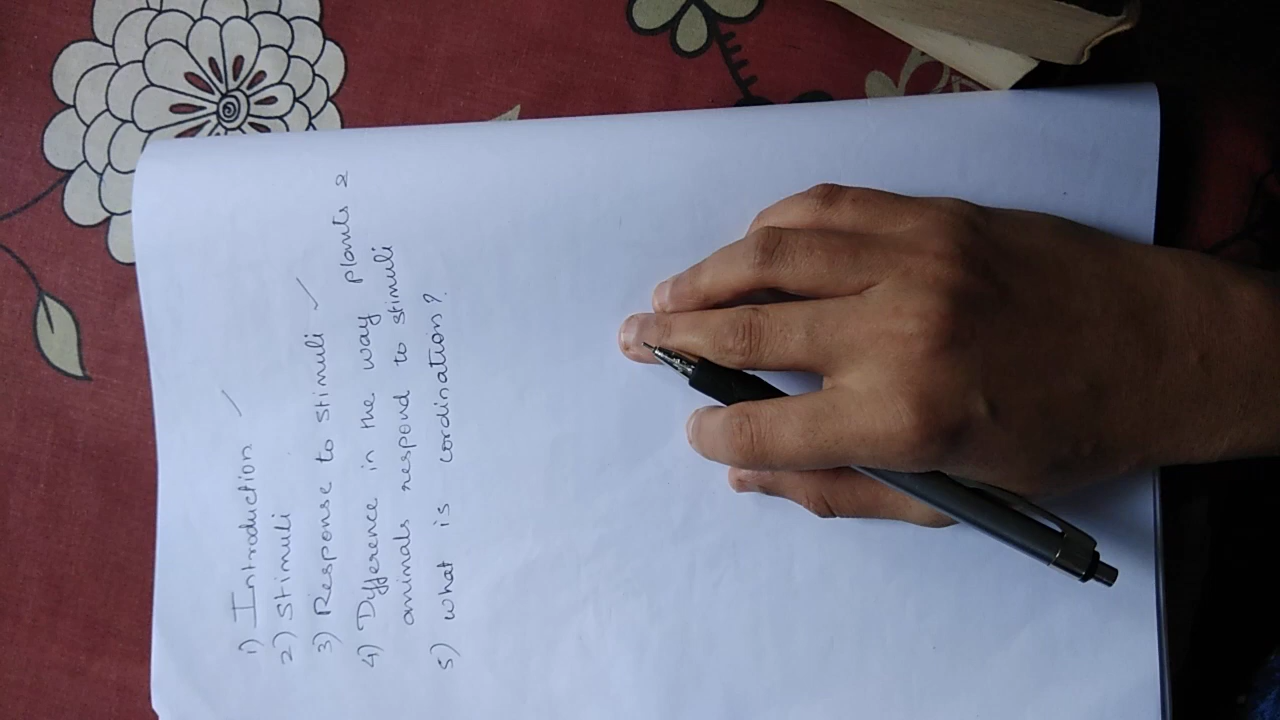 1) Introduction ✓
2) Stimuli
3) Response to stimuli ✓
4) Difference in the way plants &
animals respond to stimuli
5) what is cordination?